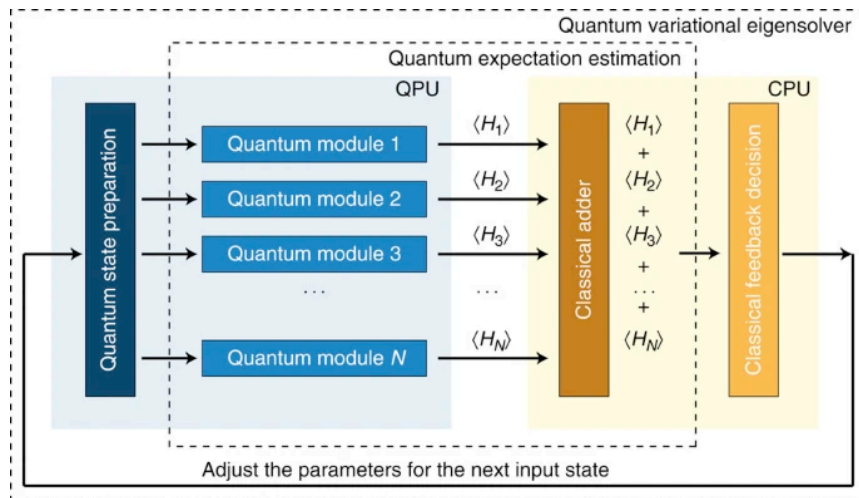 Quantum variational eigensolver
Quantum expectation estimation
QPU
CPU
Quantum state preparation
Quantum module 1
Quantum module 2
Quantum module 3
...
Quantum module N
⟨H₁⟩
⟨H₂⟩
⟨H₃⟩
...
⟨H_N⟩
Classical adder
⟨H₁⟩
+
⟨H₂⟩
+
⟨H₃⟩
+
...
+
⟨H_N⟩
Classical feedback decision
Adjust the parameters for the next input state